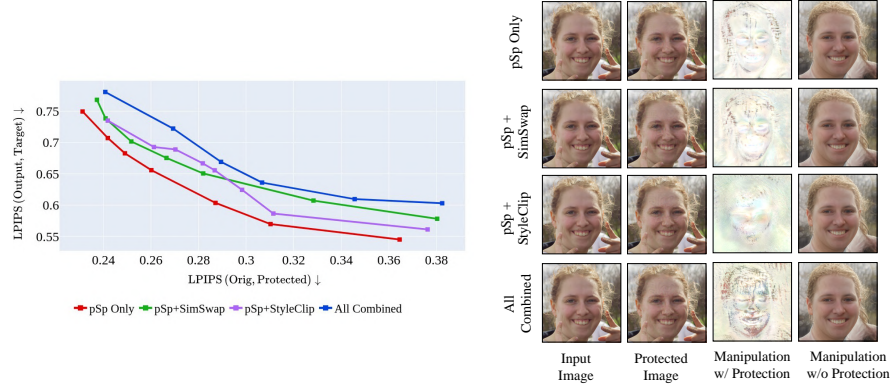 LPIPS (Output, Target) ↓
0.75
0.7
0.65
0.6
0.55
0.24
0.26
0.28
0.3
0.32
0.34
0.36
0.38
LPIPS (Orig, Protected) ↓
pSp Only
pSp+SimSwap
pSp+StyleClip
All Combined
pSp Only
pSp +
SimSwap
pSp +
StyleClip
All
Combined
Input
Image
Protected
Image
Manipulation
w/ Protection
Manipulation
w/o Protection